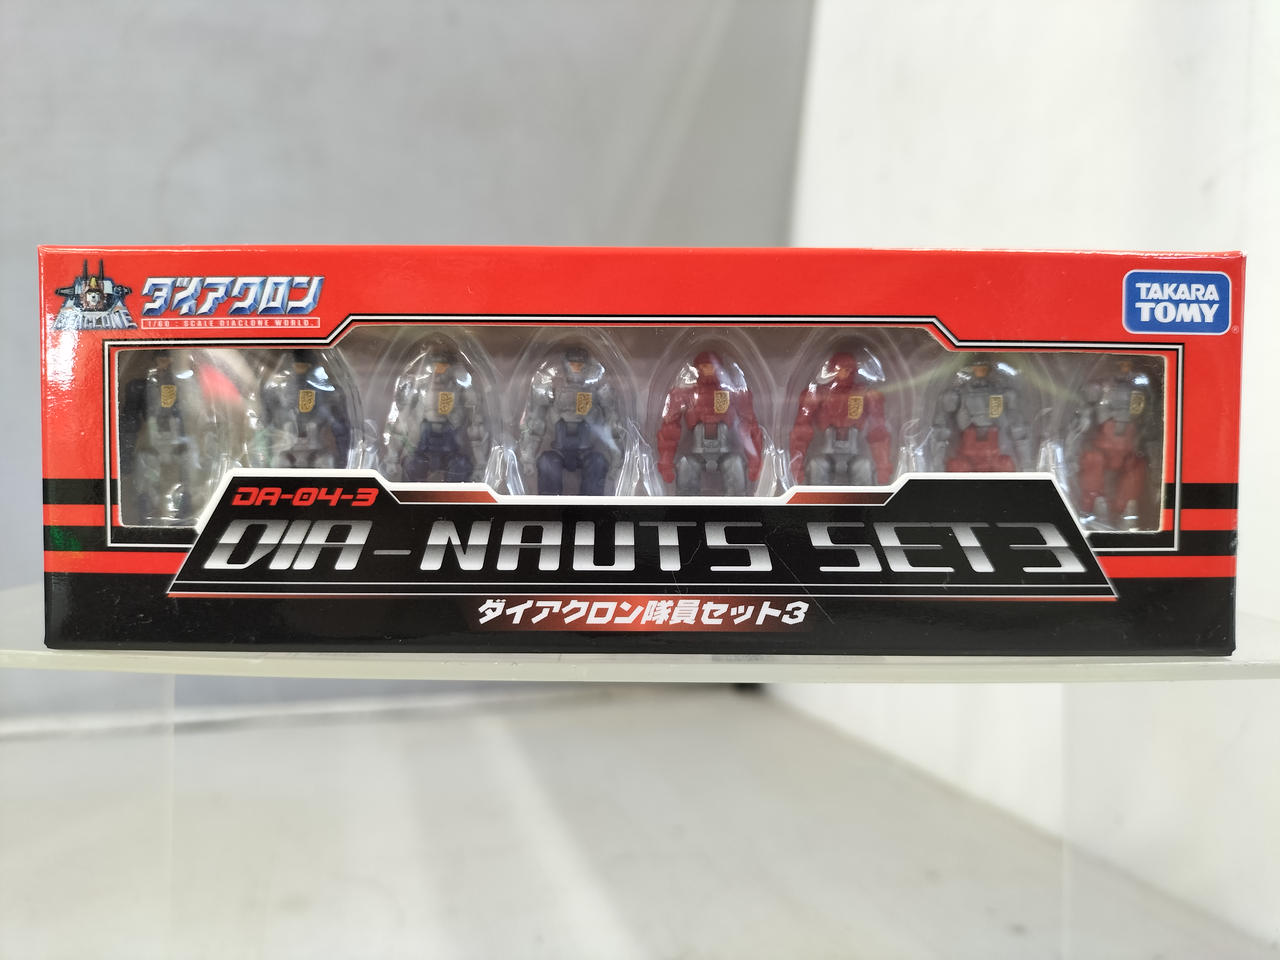 ダイアクロン
DIACLONE
1/60 : SCALE DIACLONE WORLD.
TAKARA
TOMY
DA-04-3
DIA-NAUTS SET3
ダイアクロン隊員セット3